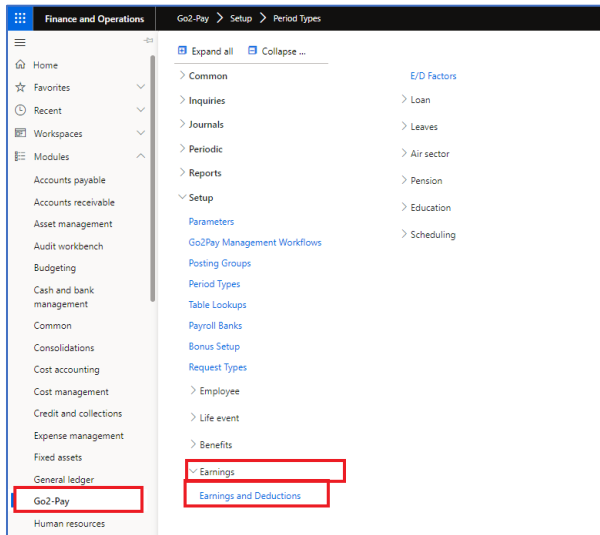 Finance and Operations
Go2-Pay > Setup > Period Types
Home
Favorites
Recent
Workspaces
Modules
Accounts payable
Accounts receivable
Asset management
Audit workbench
Budgeting
Cash and bank
management
Common
Consolidations
Cost accounting
Cost management
Credit and collections
Expense management
Fixed assets
General ledger
Go2-Pay
Human resources
Expand all
Collapse ...
Common
Inquiries
Journals
Periodic
Reports
Setup
Parameters
Go2Pay Management Workflows
Posting Groups
Period Types
Table Lookups
Payroll Banks
Bonus Setup
Request Types
Employee
Life event
Benefits
Earnings
Earnings and Deductions
E/D Factors
Loan
Leaves
Air sector
Pension
Education
Scheduling